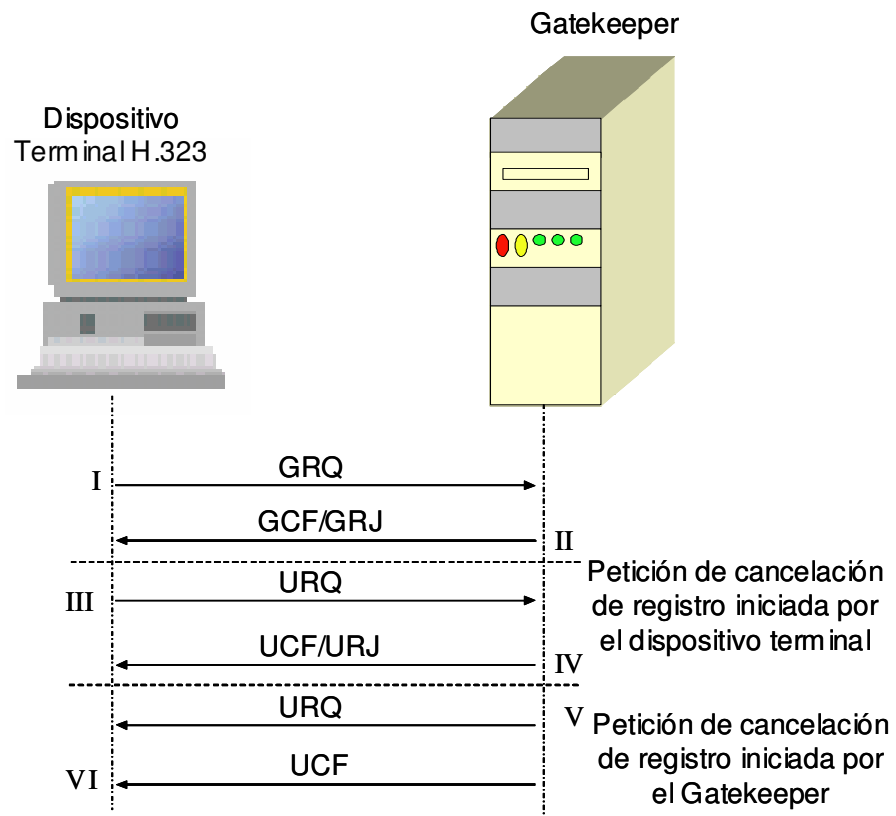 Gatekeeper
Dispositivo
Terminal H.323
I
GRQ
GCF/GRJ
II
III
URQ
Petición de cancelación
de registro iniciada por
el dispositivo terminal
UCF/URJ
IV
URQ
V
Petición de cancelación
de registro iniciada por
el Gatekeeper
VI
UCF